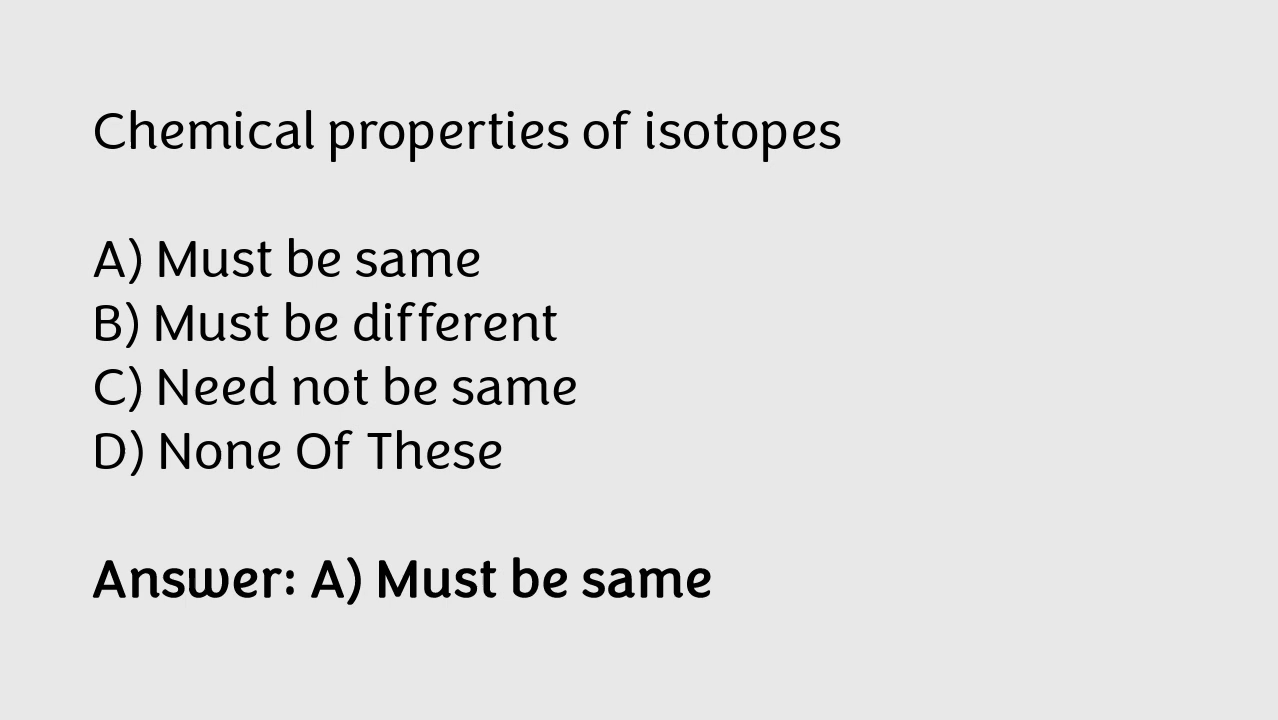 Chemical properties of isotopes
A) Must be same
B) Must be different
C) Need not be same
D) None Of These
Answer: A) Must be same